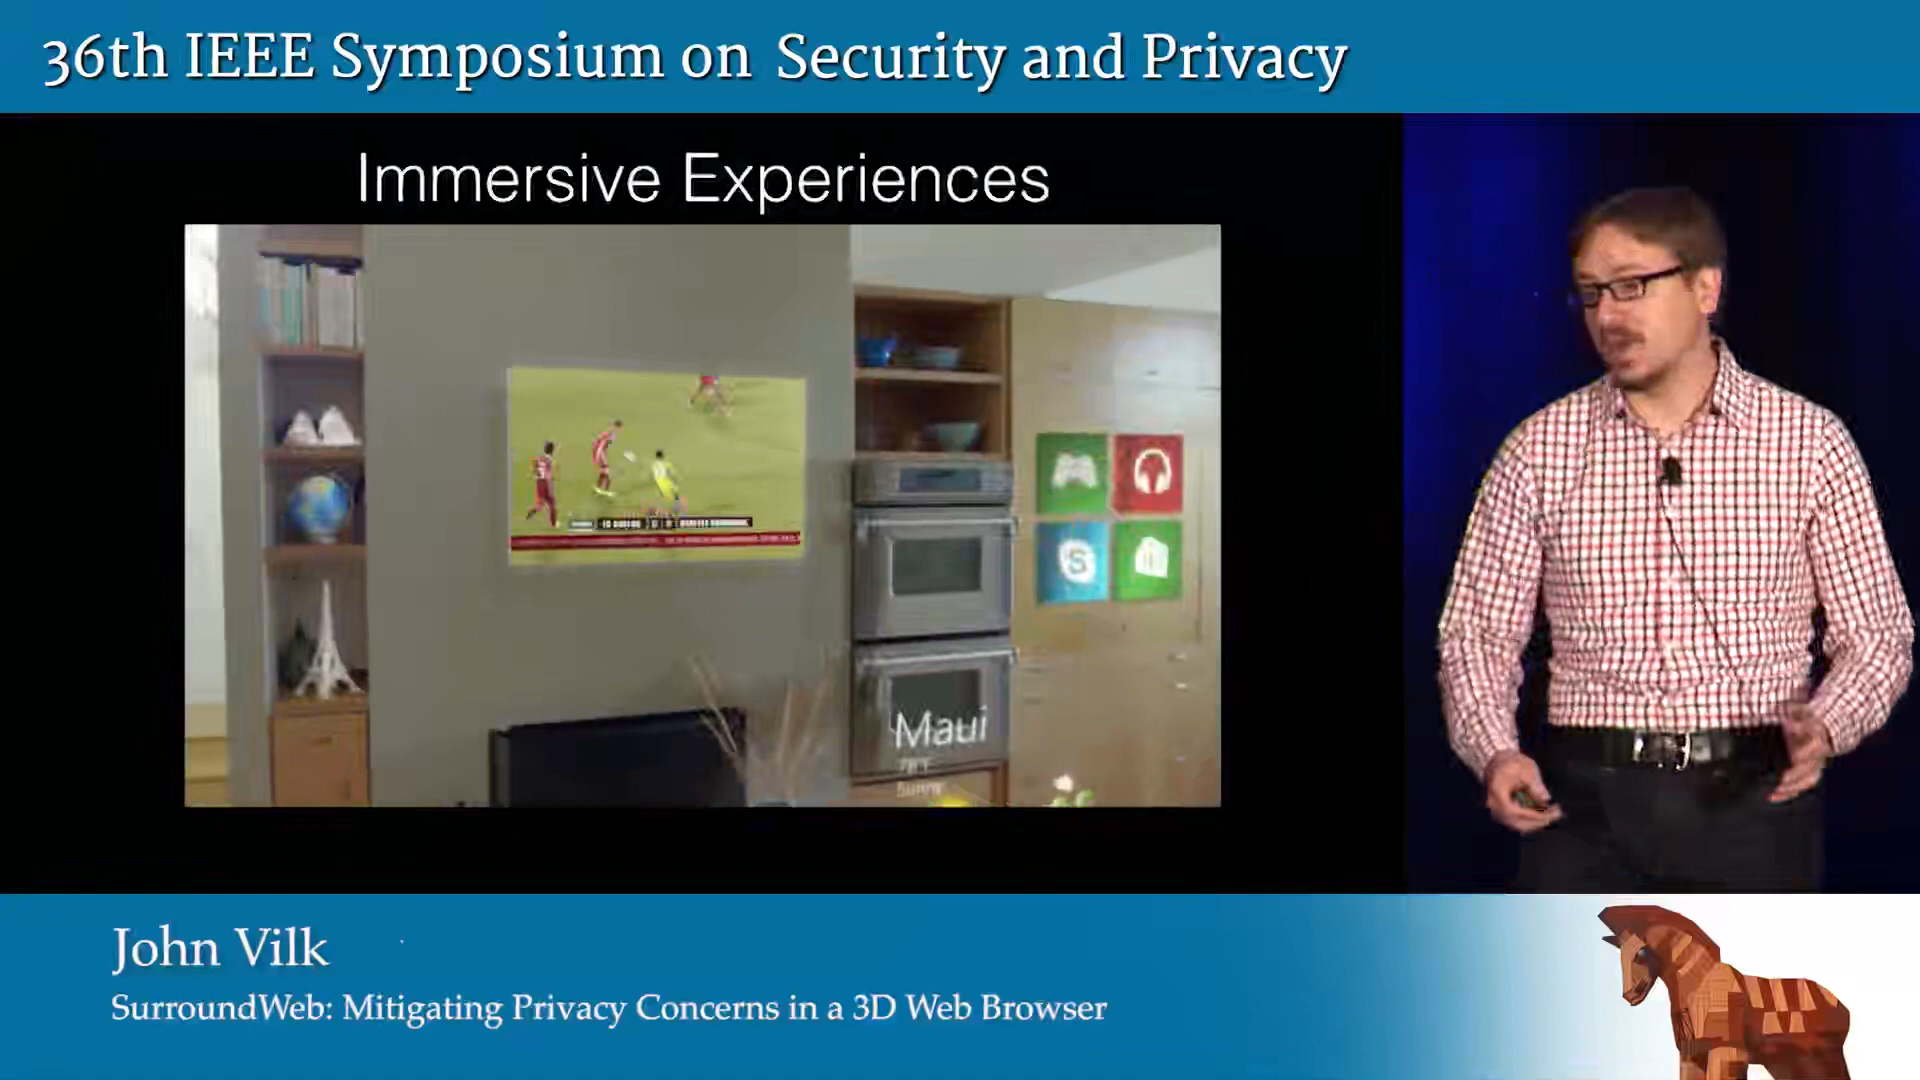 36th IEEE Symposium on Security and Privacy
Immersive Experiences
S
Maui
John Vilk
SurroundWeb: Mitigating Privacy Concerns in a 3D Web Browser